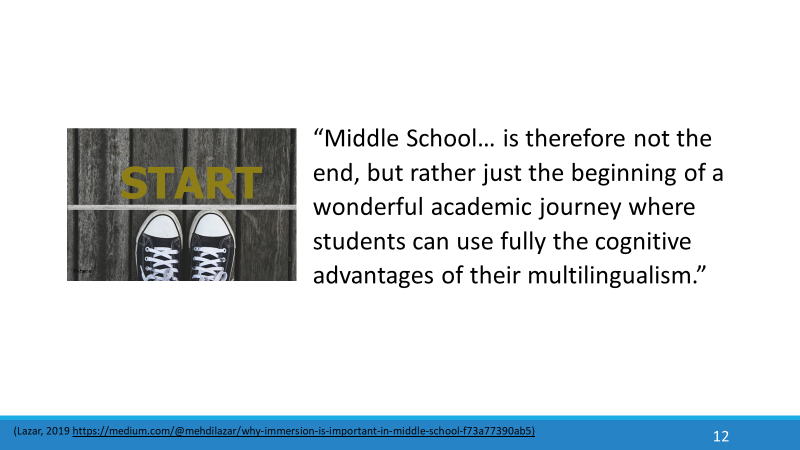 START
“Middle School… is therefore not the
end, but rather just the beginning of a
wonderful academic journey where
students can use fully the cognitive
advantages of their multilingualism.”
(Lazar, 2019 https://medium.com/@mehdilazar/why-immersion-is-important-in-middle-school-f73a77390ab5)
12